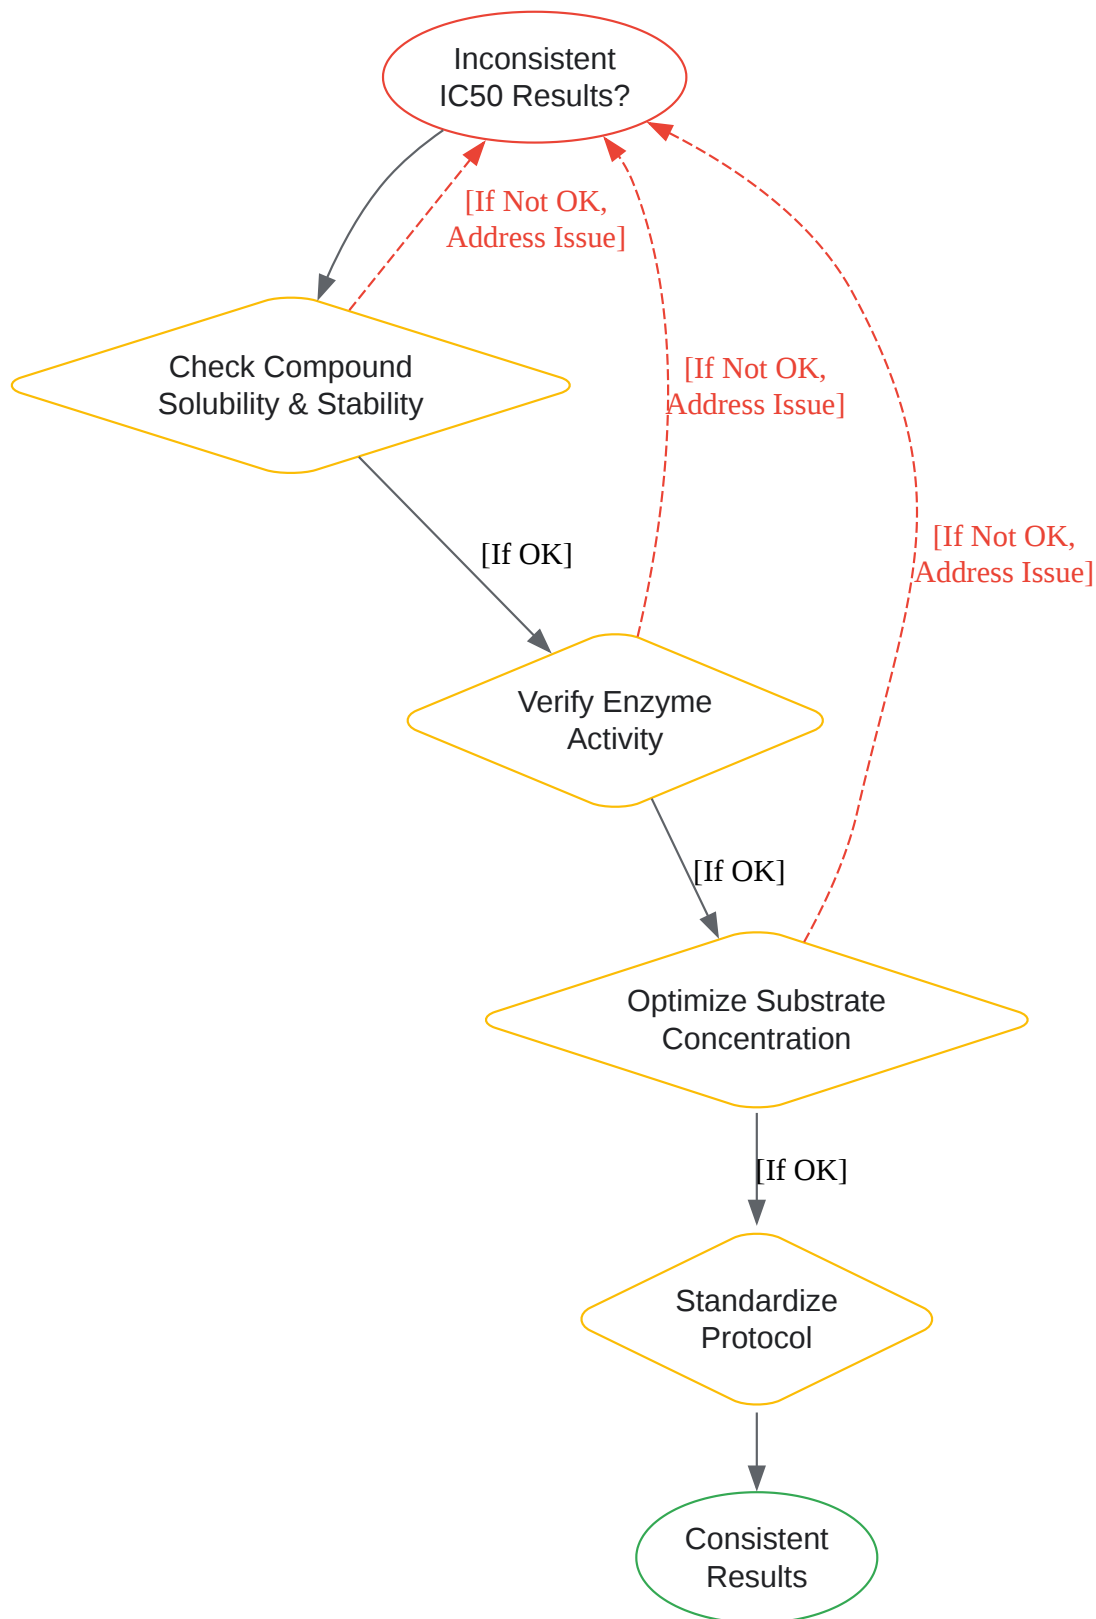 Inconsistent
IC50 Results?
[If Not OK,
Address Issue]
Check Compound
Solubility & Stability
[If Not OK,
Address Issue]
[If OK]
[If Not OK,
Address Issue]
Verify Enzyme
Activity
[If OK]
Optimize Substrate
Concentration
[If OK]
Standardize
Protocol
Consistent
Results